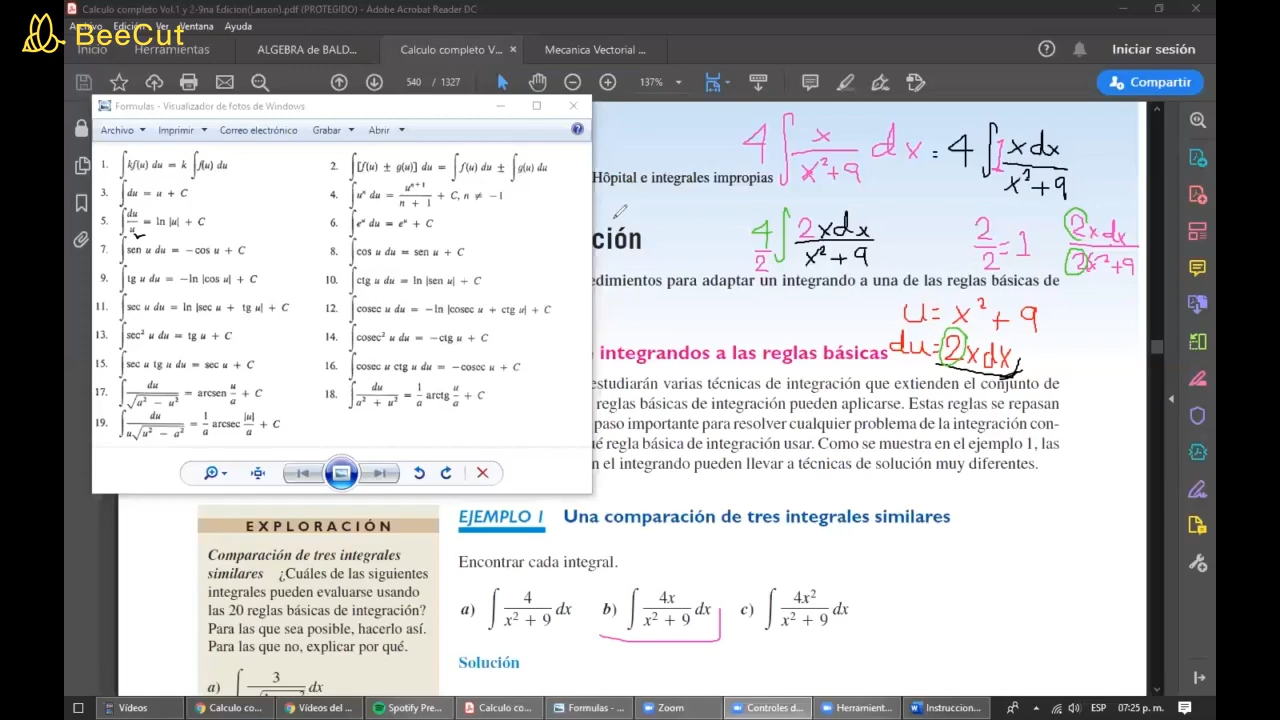 BeeCut
Calculo completo Vol.1 y 2-9na Edicion(Larson).pdf (PROTEGIDO) - Adobe Acrobat Reader DC
Archivo Edición Ver Ventana Ayuda
Inicio Herramientas ALGEBRA de BALD... Calculo completo V... × Mecanica Vectorial ... Iniciar sesión
540 / 1327 137% Compartir
Formulas - Visualizador de fotos de Windows
Archivo Imprimir Correo electrónico Grabar Abrir
1. ∫kf(u) du = k ∫f(u) du
2. ∫[f(u) ± g(u)] du = ∫f(u) du ± ∫g(u) du
3. ∫du = u + C
4. ∫uⁿ du = uⁿ⁺¹/(n + 1) + C, n ≠ −1
5. ∫du/u = ln |u| + C
6. ∫eᵘ du = eᵘ + C
7. ∫sen u du = −cos u + C
8. ∫cos u du = sen u + C
9. ∫tg u du = −ln |cos u| + C
10. ∫ctg u du = ln |sen u| + C
11. ∫sec u du = ln |sec u + tg u| + C
12. ∫cosec u du = −ln |cosec u + ctg u| + C
13. ∫sec² u du = tg u + C
14. ∫cosec² u du = −ctg u + C
15. ∫sec u tg u du = sec u + C
16. ∫cosec u ctg u du = −cosec u + C
17. ∫du/√(a² − u²) = arcsen u/a + C
18. ∫du/(a² + u²) = 1/a arctg u/a + C
19. ∫du/(u√(u² − a²)) = 1/a arcsec |u|/a + C
4∫ x/(x²+9) dx = 4∫ 1xdx/(x²+9)
Hôpital e integrales impropias
4/2 ∫ 2xdx/(x²+9) 2/2 = 1 2xdx/(2x²+9)
ción
edimientos para adaptar un integrando a una de las reglas básicas de
u = x² + 9
du = 2xdx
e integrandos a las reglas básicas
estudiarán varias técnicas de integración que extienden el conjunto de
reglas básicas de integración pueden aplicarse. Estas reglas se repasan
paso importante para resolver cualquier problema de la integración con-
ué regla básica de integración usar. Como se muestra en el ejemplo 1, las
n el integrando pueden llevar a técnicas de solución muy diferentes.
EXPLORACIÓN
Comparación de tres integrales
similares ¿Cuáles de las siguientes
integrales pueden evaluarse usando
las 20 reglas básicas de integración?
Para las que sea posible, hacerlo así.
Para las que no, explicar por qué.
EJEMPLO 1 Una comparación de tres integrales similares
Encontrar cada integral.
a) ∫ 4/(x² + 9) dx b) ∫ 4x/(x² + 9) dx c) ∫ 4x²/(x² + 9) dx
Solución
Vídeos Calculo co... Vídeos del ... Spotify Pre... Calculo co... Formulas - ... Zoom Controles d... Herramien... Instruccion... ESP 07:25 p. m.